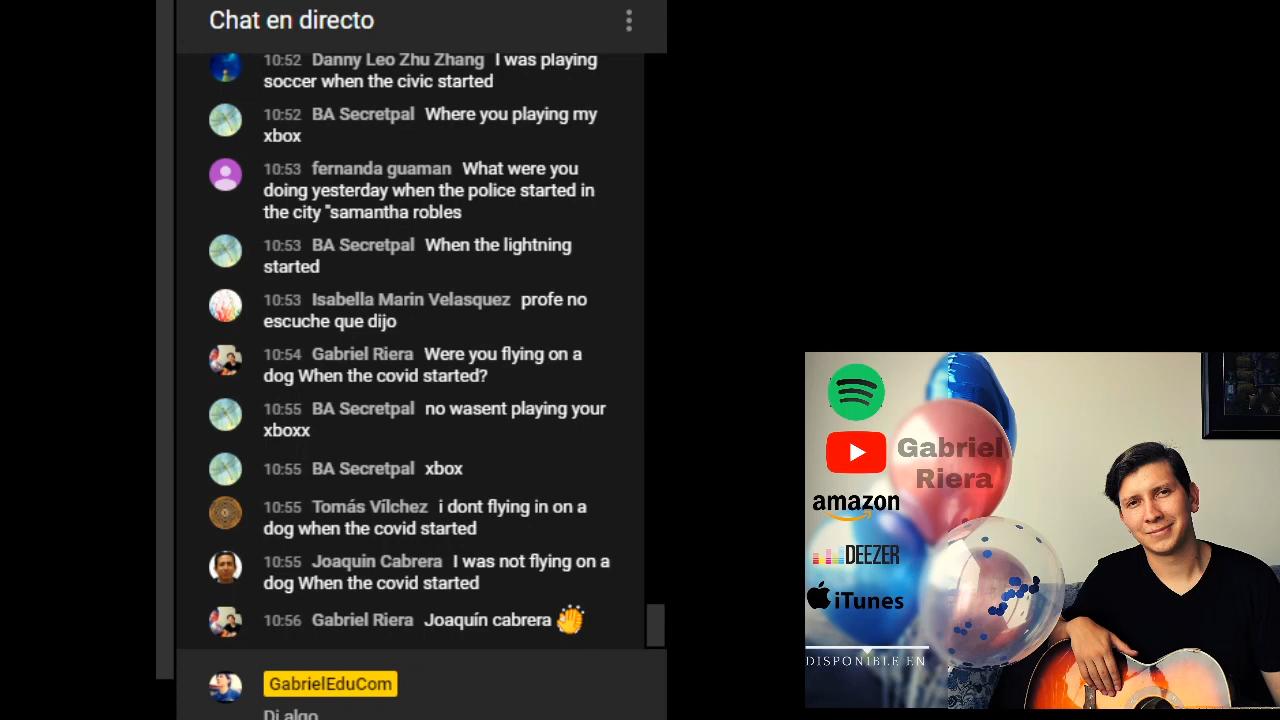 Chat en directo
10:52 Danny Leo Zhu Zhang I was playing
soccer when the civic started
10:52 BA Secretpal Where you playing my
xbox
10:53 fernanda guaman What were you
doing yesterday when the police started in
the city "samantha robles
10:53 BA Secretpal When the lightning
started
10:53 Isabella Marin Velasquez profe no
escuche que dijo
10:54 Gabriel Riera Were you flying on a
dog When the covid started?
10:55 BA Secretpal no wasent playing your
xboxx
10:55 BA Secretpal xbox
10:55 Tomás Vílchez i dont flying in on a
dog when the covid started
10:55 Joaquin Cabrera I was not flying on a
dog When the covid started
10:56 Gabriel Riera Joaquín cabrera 👏
GabrielEduCom
Di algo
Gabriel
Riera
amazon
DEEZER
iTunes
DISPONIBLE EN